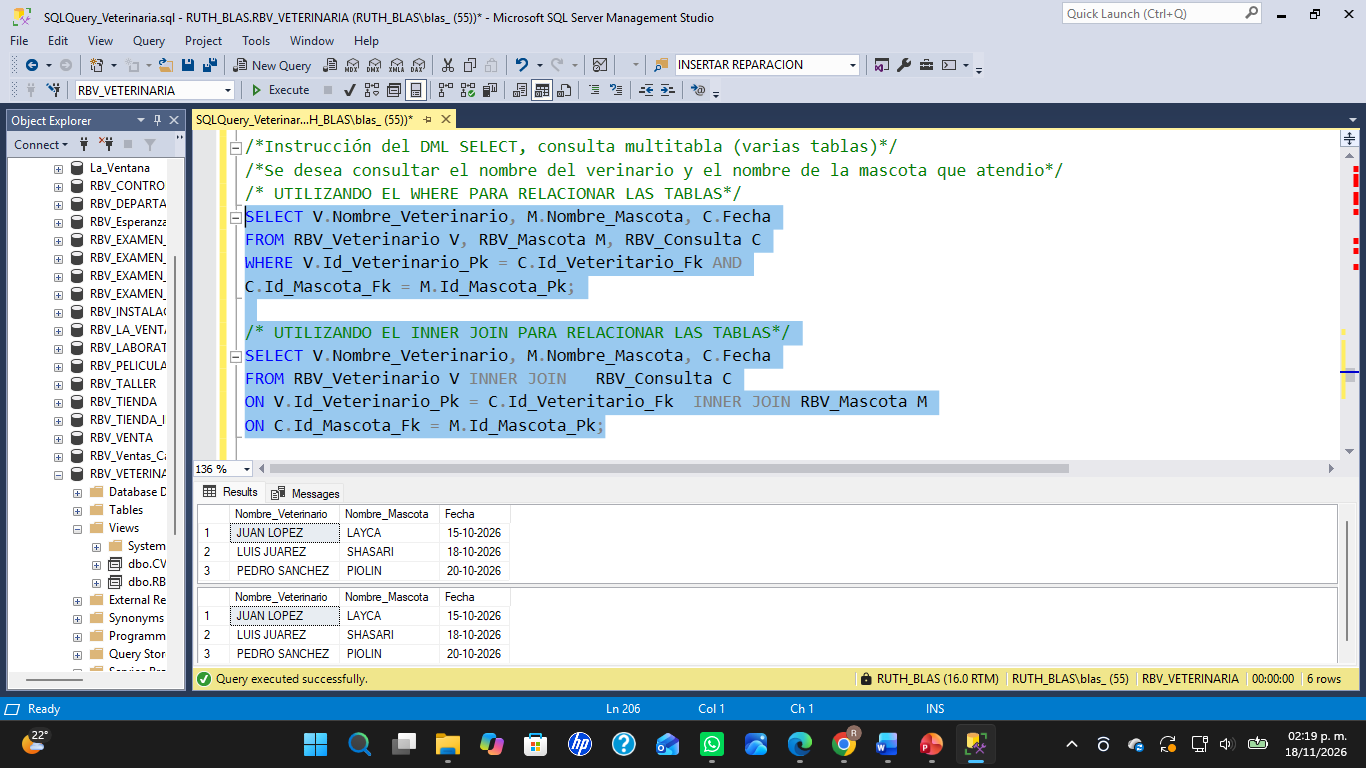 SQLQuery_Veterinaria.sql - RUTH_BLAS.RBV_VETERINARIA (RUTH_BLAS\blas_ (55))* - Microsoft SQL Server Management Studio
Quick Launch (Ctrl+Q)
File Edit View Query Project Tools Window Help
New Query
MDX DMX XMLA DAX
INSERTAR REPARACION
RBV_VETERINARIA
Execute
Object Explorer
SQLQuery_Veterinar...H_BLAS\blas_ (55))*
Connect
La_Ventana
RBV_CONTRO
RBV_DEPARTA
RBV_Esperanza
RBV_EXAMEN_
RBV_EXAMEN_
RBV_EXAMEN_
RBV_EXAMEN_
RBV_INSTALAC
RBV_LA_VENTA
RBV_LABORAT
RBV_PELICULA
RBV_TALLER
RBV_TIENDA
RBV_TIENDA_I
RBV_VENTA
RBV_Ventas_Ca
RBV_VETERINA
Database D
Tables
Views
System
dbo.CV
dbo.RB
External Re
Synonyms
Programm
Query Stor
/*Instrucción del DML SELECT, consulta multitabla (varias tablas)*/
/*Se desea consultar el nombre del verinario y el nombre de la mascota que atendio*/
/* UTILIZANDO EL WHERE PARA RELACIONAR LAS TABLAS*/
SELECT V.Nombre_Veterinario, M.Nombre_Mascota, C.Fecha
FROM RBV_Veterinario V, RBV_Mascota M, RBV_Consulta C
WHERE V.Id_Veterinario_Pk = C.Id_Veteritario_Fk AND
C.Id_Mascota_Fk = M.Id_Mascota_Pk;
/* UTILIZANDO EL INNER JOIN PARA RELACIONAR LAS TABLAS*/
SELECT V.Nombre_Veterinario, M.Nombre_Mascota, C.Fecha
FROM RBV_Veterinario V INNER JOIN RBV_Consulta C
ON V.Id_Veterinario_Pk = C.Id_Veteritario_Fk INNER JOIN RBV_Mascota M
ON C.Id_Mascota_Fk = M.Id_Mascota_Pk;
136 %
Results Messages
Nombre_Veterinario Nombre_Mascota Fecha
1 JUAN LOPEZ LAYCA 15-10-2026
2 LUIS JUAREZ SHASARI 18-10-2026
3 PEDRO SANCHEZ PIOLIN 20-10-2026
Nombre_Veterinario Nombre_Mascota Fecha
1 JUAN LOPEZ LAYCA 15-10-2026
2 LUIS JUAREZ SHASARI 18-10-2026
3 PEDRO SANCHEZ PIOLIN 20-10-2026
Query executed successfully.
RUTH_BLAS (16.0 RTM) RUTH_BLAS\blas_ (55) RBV_VETERINARIA 00:00:00 6 rows
Ready Ln 206 Col 1 Ch 1 INS
22°
hp
R
02:19 p. m.
18/11/2026